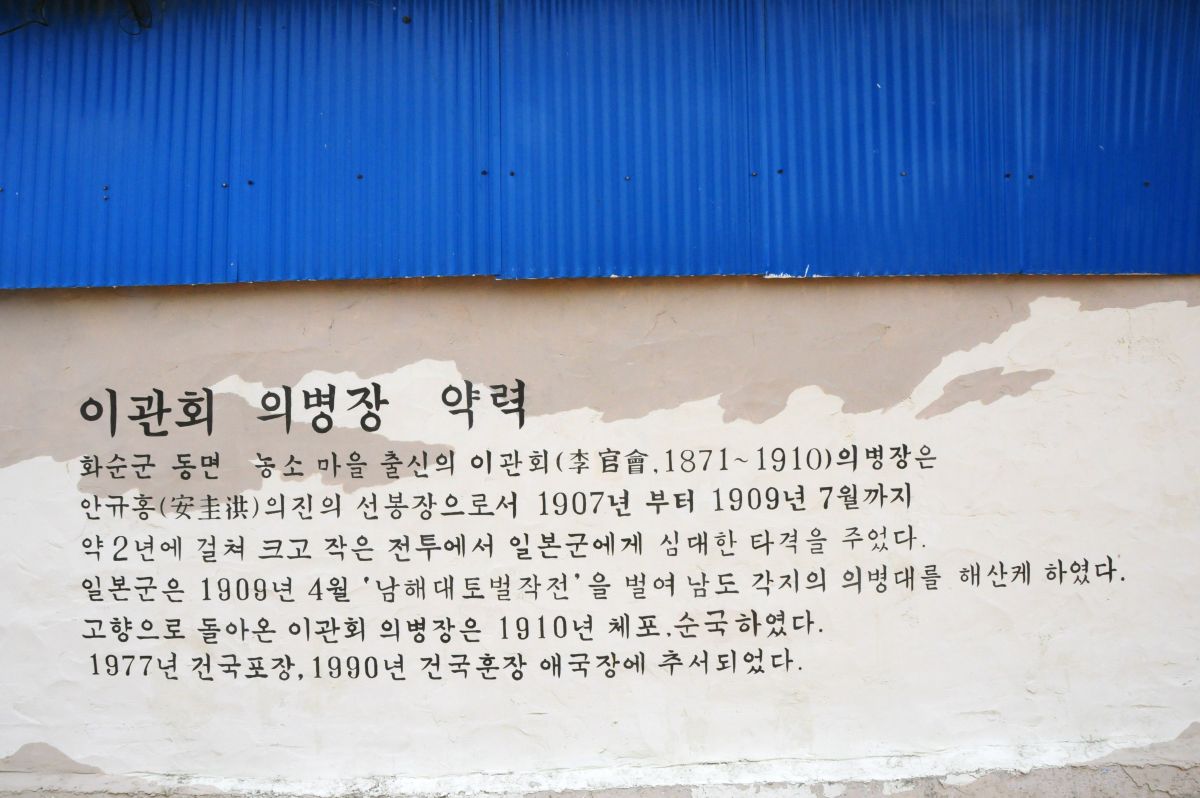 이관회 의병장 약력
화순군 동면 농소 마을 출신의 이관회(李官會,1871~1910)의병장은
안규홍(安圭洪)의진의 선봉장으로서 1907년 부터 1909년 7월까지
약2년에 걸쳐 크고 작은 전투에서 일본군에게 심대한 타격을 주었다.
일본군은 1909년 4월 '남해대토벌작전'을 벌여 남도 각지의 의병대를 해산케 하였다.
고향으로 돌아온 이관회 의병장은 1910년 체포.순국하였다.
1977년 건국포장,1990년 건국훈장 애국장에 추서되었다.